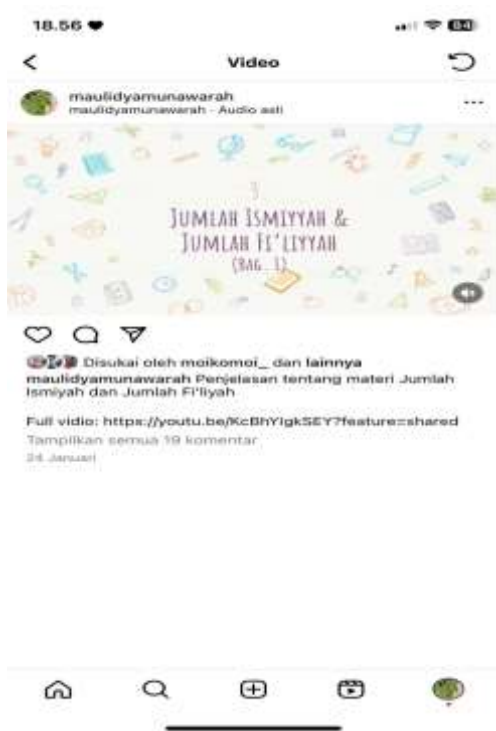 18.56
64
Video
maulidyamunawarah
maulidyamunawarah - Audio asli
JUMLAH ISMIYYAH &
JUMLAH FI'LIYYAH
(BAG. 1)
Disukai oleh moikomoi_ dan lainnya
maulidyamunawarah Penjelasan tentang materi Jumlah
Ismiyah dan Jumlah Fi'liyah
Full vidio: https://youtu.be/KcBhYIgkSEY?feature=shared
Tampilkan semua 19 komentar
24 Januari